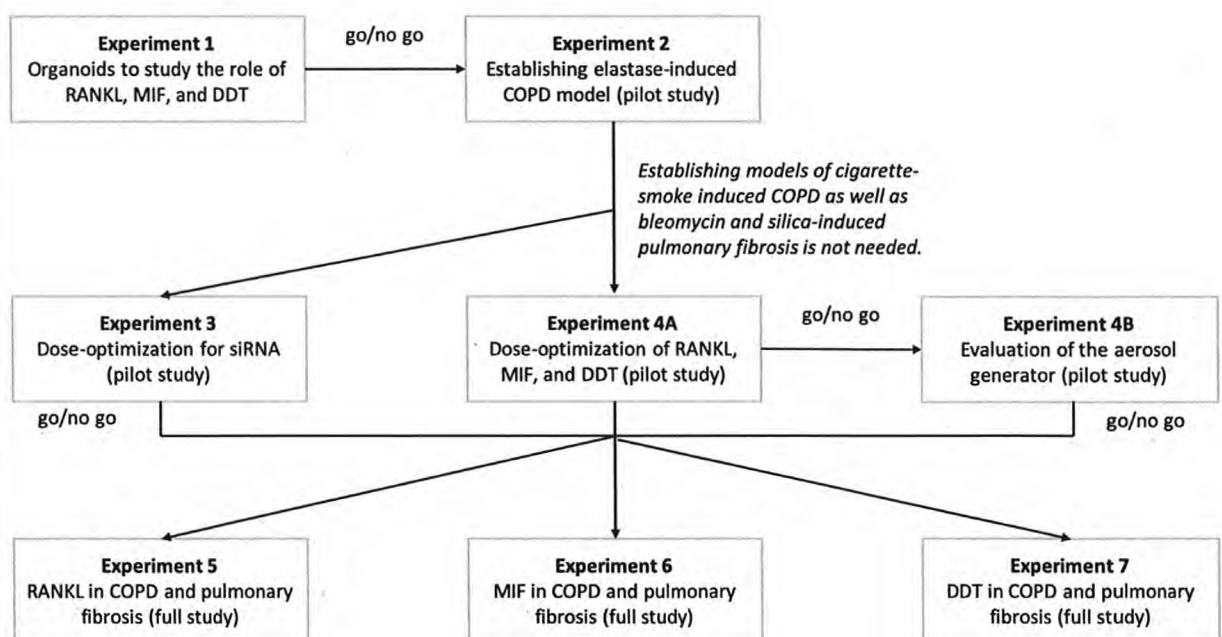 Experiment 1
Organoids to study the role of
RANKL, MIF, and DDT
go/no go
Experiment 2
Establishing elastase-induced
COPD model (pilot study)
Establishing models of cigarette-
smoke induced COPD as well as
bleomycin and silica-induced
pulmonary fibrosis is not needed.
Experiment 3
Dose-optimization for siRNA
(pilot study)
Experiment 4A
Dose-optimization of RANKL,
MIF, and DDT (pilot study)
go/no go
Experiment 4B
Evaluation of the aerosol
generator (pilot study)
go/no go
go/no go
Experiment 5
RANKL in COPD and pulmonary
fibrosis (full study)
Experiment 6
MIF in COPD and pulmonary
fibrosis (full study)
Experiment 7
DDT in COPD and pulmonary
fibrosis (full study)